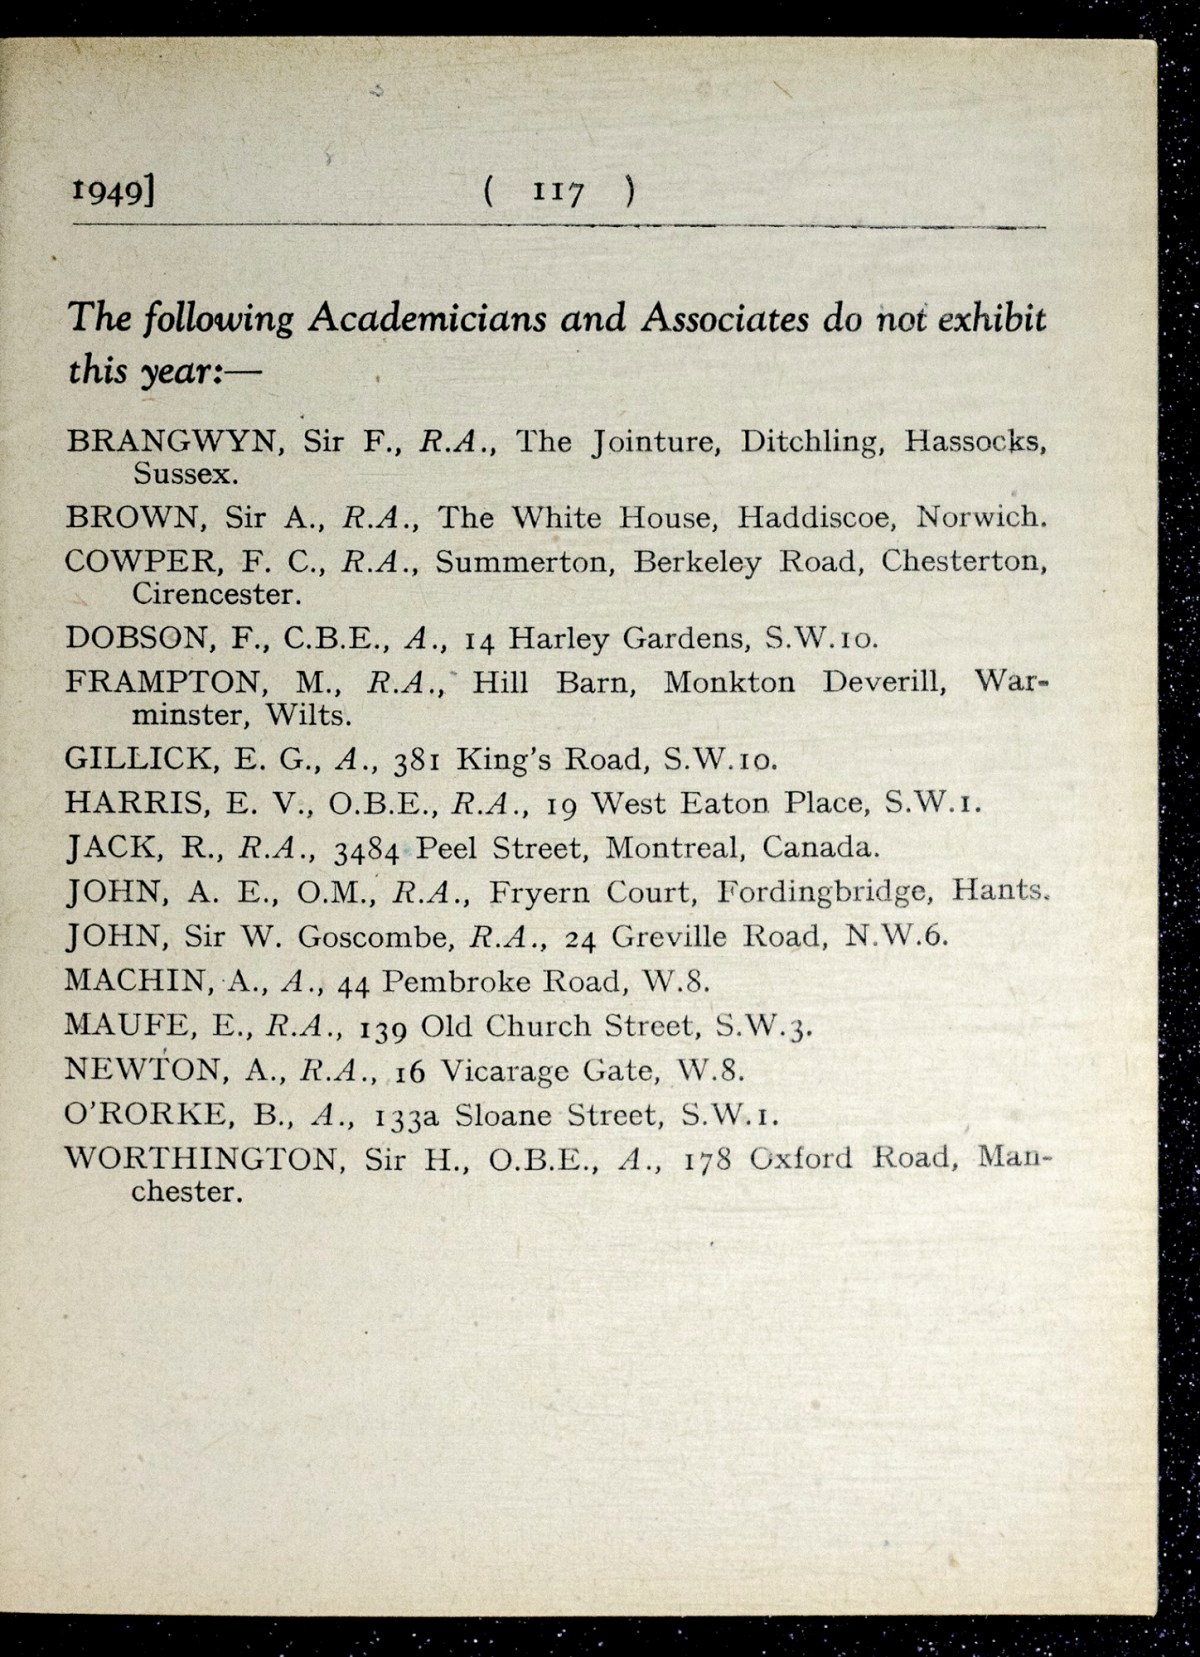 1949]
( 117 )
The following Academicians and Associates do not exhibit
this year:—
BRANGWYN, Sir F., R.A., The Jointure, Ditchling, Hassocks,
Sussex.
BROWN, Sir A., R.A., The White House, Haddiscoe, Norwich.
COWPER, F. C., R.A., Summerton, Berkeley Road, Chesterton,
Cirencester.
DOBSON, F., C.B.E., A., 14 Harley Gardens, S.W.10.
FRAMPTON, M., R.A., Hill Barn, Monkton Deverill, War-
minster, Wilts.
GILLICK, E. G., A., 381 King's Road, S.W.10.
HARRIS, E. V., O.B.E., R.A., 19 West Eaton Place, S.W.1.
JACK, R., R.A., 3484 Peel Street, Montreal, Canada.
JOHN, A. E., O.M., R.A., Fryern Court, Fordingbridge, Hants.
JOHN, Sir W. Goscombe, R.A., 24 Greville Road, N.W.6.
MACHIN, A., A., 44 Pembroke Road, W.8.
MAUFE, E., R.A., 139 Old Church Street, S.W.3.
NEWTON, A., R.A., 16 Vicarage Gate, W.8.
O'RORKE, B., A., 133a Sloane Street, S.W.1.
WORTHINGTON, Sir H., O.B.E., A., 178 Oxford Road, Man-
chester.